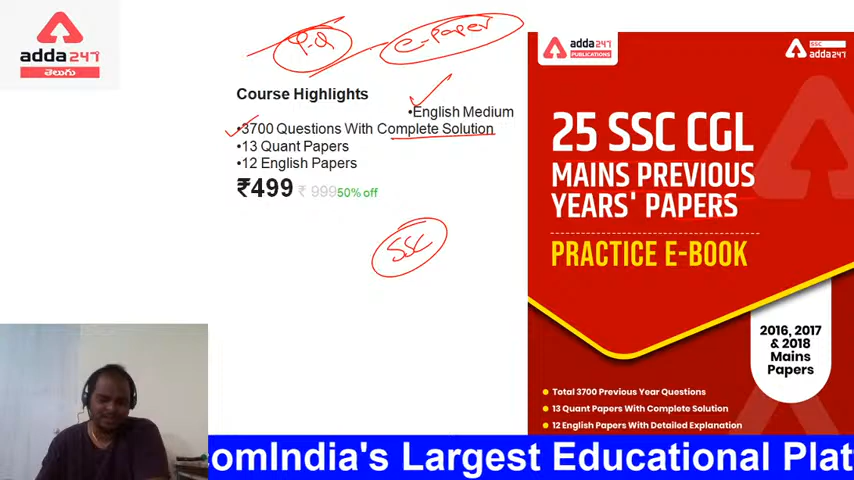 adda247
తెలుగు
P-Q
e-Paper
Course Highlights
•English Medium
•3700 Questions With Complete Solution
•13 Quant Papers
•12 English Papers
₹499 ₹ 999 50% off
SSC
adda247
PUBLICATIONS
SSC
adda247
25 SSC CGL
MAINS PREVIOUS
YEARS' PAPERS
PRACTICE E-BOOK
2016, 2017
& 2018
Mains
Papers
Total 3700 Previous Year Questions
13 Quant Papers With Complete Solution
12 English Papers With Detailed Explanation
omIndia's Largest Educational Plat